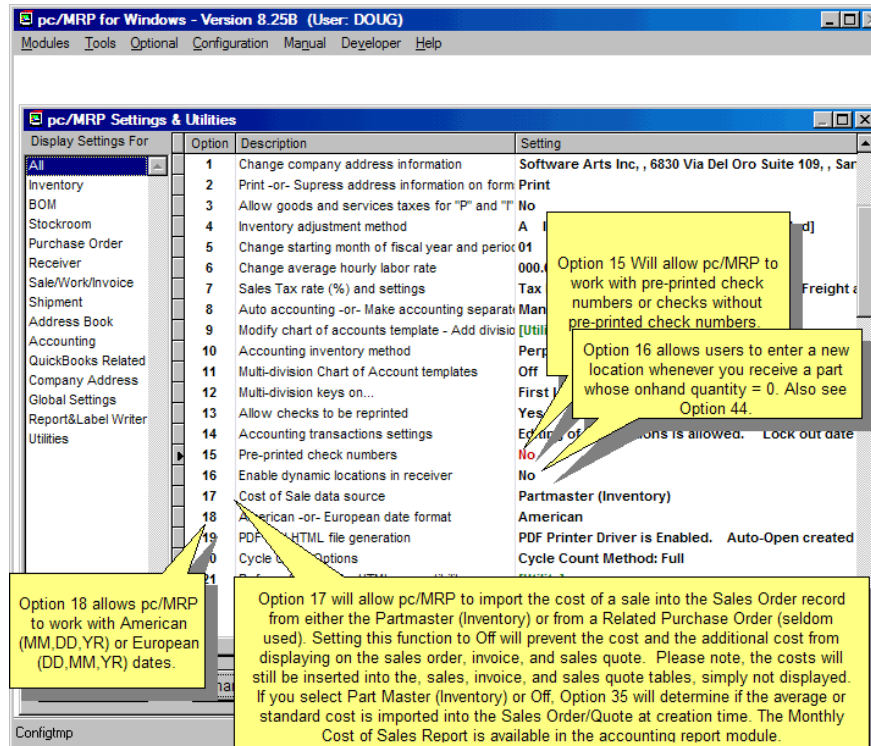 pc/MRP for Windows - Version 8.25B (User: DOUG)
Modules Tools Optional Configuration Manual Developer Help
pc/MRP Settings & Utilities
Display Settings For
All
Inventory
BOM
Stockroom
Purchase Order
Receiver
Sale/Work/Invoice
Shipment
Address Book
Accounting
QuickBooks Related
Company Address
Global Settings
Report&Label Writer
Utilities
Option Description Setting
1 Change company address information Software Arts Inc, , 6830 Via Del Oro Suite 109, , Sar
2 Print -or- Supress address information on form Print
3 Allow goods and services taxes for "P" and "I" No
4 Inventory adjustment method A
5 Change starting month of fiscal year and period 01
6 Change average hourly labor rate 000.
7 Sales Tax rate (%) and settings Tax Freight a
8 Auto accounting -or- Make accounting separate Man
9 Modify chart of accounts template - Add divisio [Utili
10 Accounting inventory method Perp
11 Multi-division Chart of Account templates Off
12 Multi-division keys on... First
13 Allow checks to be reprinted Yes
14 Accounting transactions settings is allowed. Lock out date
15 Pre-printed check numbers No
16 Enable dynamic locations in receiver No
17 Cost of Sale data source Partmaster (Inventory)
18 American -or- European date format American
19 PDF HTML file generation PDF Printer Driver is Enabled. Auto-Open created
Cycle Options Cycle Count Method: Full
21
Option 15 Will allow pc/MRP to
work with pre-printed check
numbers or checks without
pre-printed check numbers.
Option 16 allows users to enter a new
location whenever you receive a part
whose onhand quantity = 0. Also see
Option 44.
Option 18 allows pc/MRP
to work with American
(MM,DD,YR) or European
(DD,MM,YR) dates.
Option 17 will allow pc/MRP to import the cost of a sale into the Sales Order record
from either the Partmaster (Inventory) or from a Related Purchase Order (seldom
used). Setting this function to Off will prevent the cost and the additional cost from
displaying on the sales order, invoice, and sales quote. Please note, the costs will
still be inserted into the, sales, invoice, and sales quote tables, simply not displayed.
If you select Part Master (Inventory) or Off, Option 35 will determine if the average or
standard cost is imported into the Sales Order/Quote at creation time. The Monthly
Cost of Sales Report is available in the accounting report module.
Configtmp